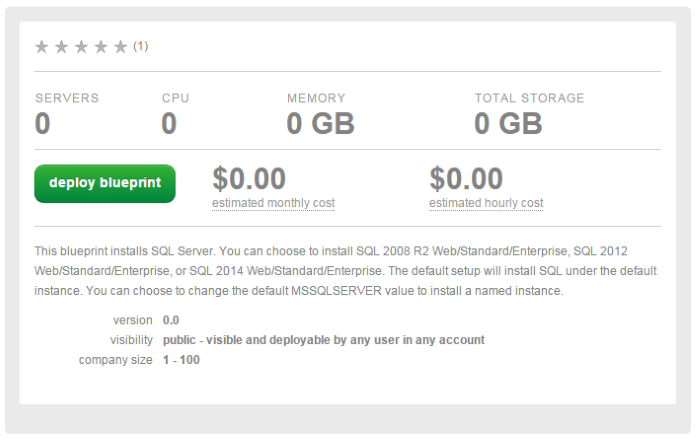 (1)
SERVERS CPU MEMORY TOTAL STORAGE
0 0 0 GB 0 GB
deploy blueprint $0.00 $0.00
estimated monthly cost estimated hourly cost
This blueprint installs SQL Server. You can choose to install SQL 2008 R2 Web/Standard/Enterprise, SQL 2012
Web/Standard/Enterprise, or SQL 2014 Web/Standard/Enterprise. The default setup will install SQL under the default
instance. You can choose to change the default MSSQLSERVER value to install a named instance.
version 0.0
visibility public - visible and deployable by any user in any account
company size 1 - 100